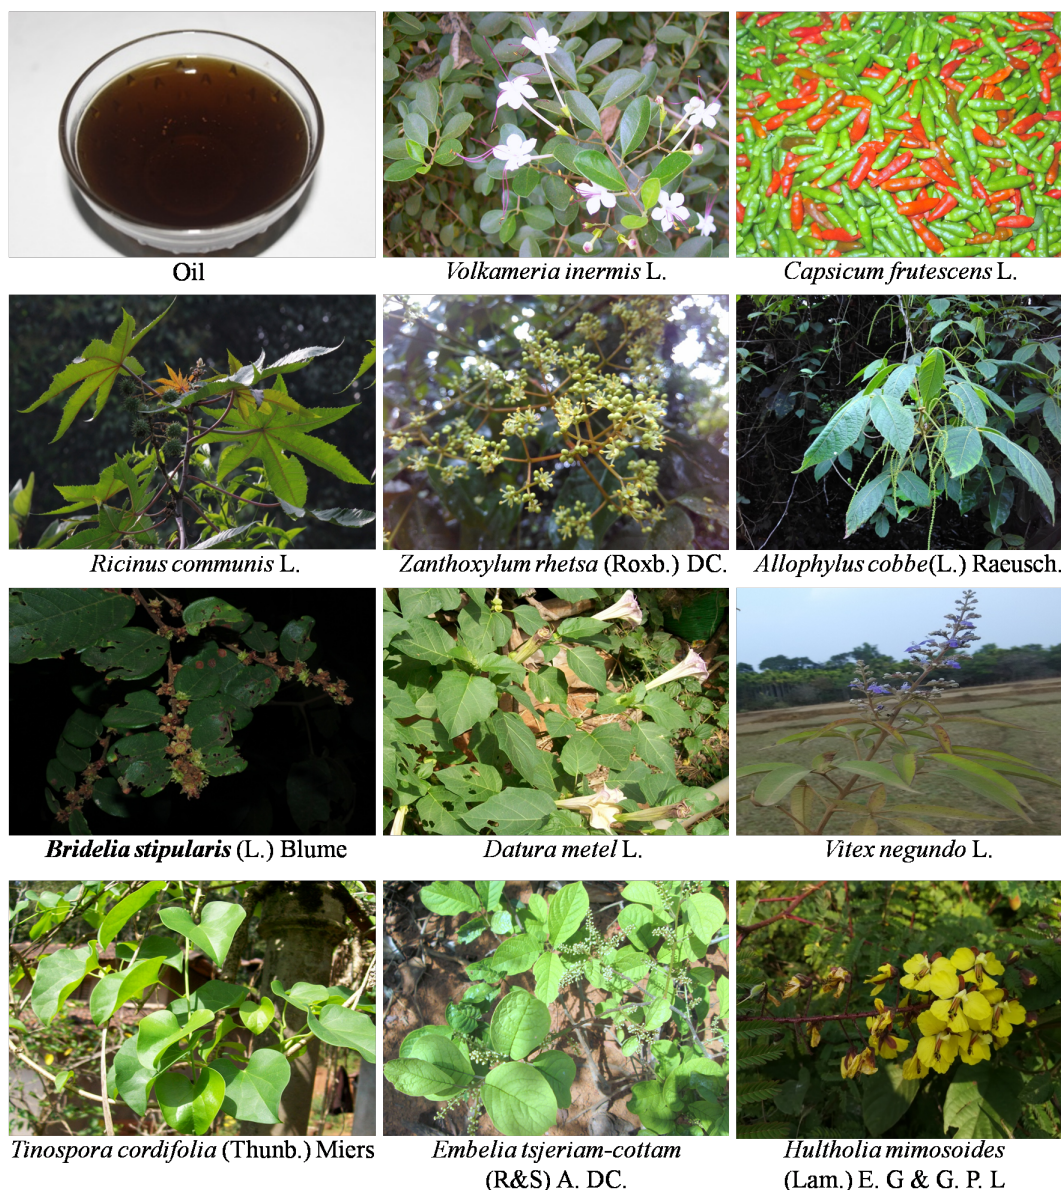 Oil
Volkameria inermis L.
Capsicum frutescens L.
Ricinus communis L.
Zanthoxylum rhetsa (Roxb.) DC.
Allophylus cobbe(L.) Raeusch.
Bridelia stipularis (L.) Blume
Datura metel L.
Vitex negundo L.
Tinospora cordifolia (Thunb.) Miers
Embelia tsjeriam-cottam
(R&S) A. DC.
Hultholia mimosoides
(Lam.) E. G & G. P. L